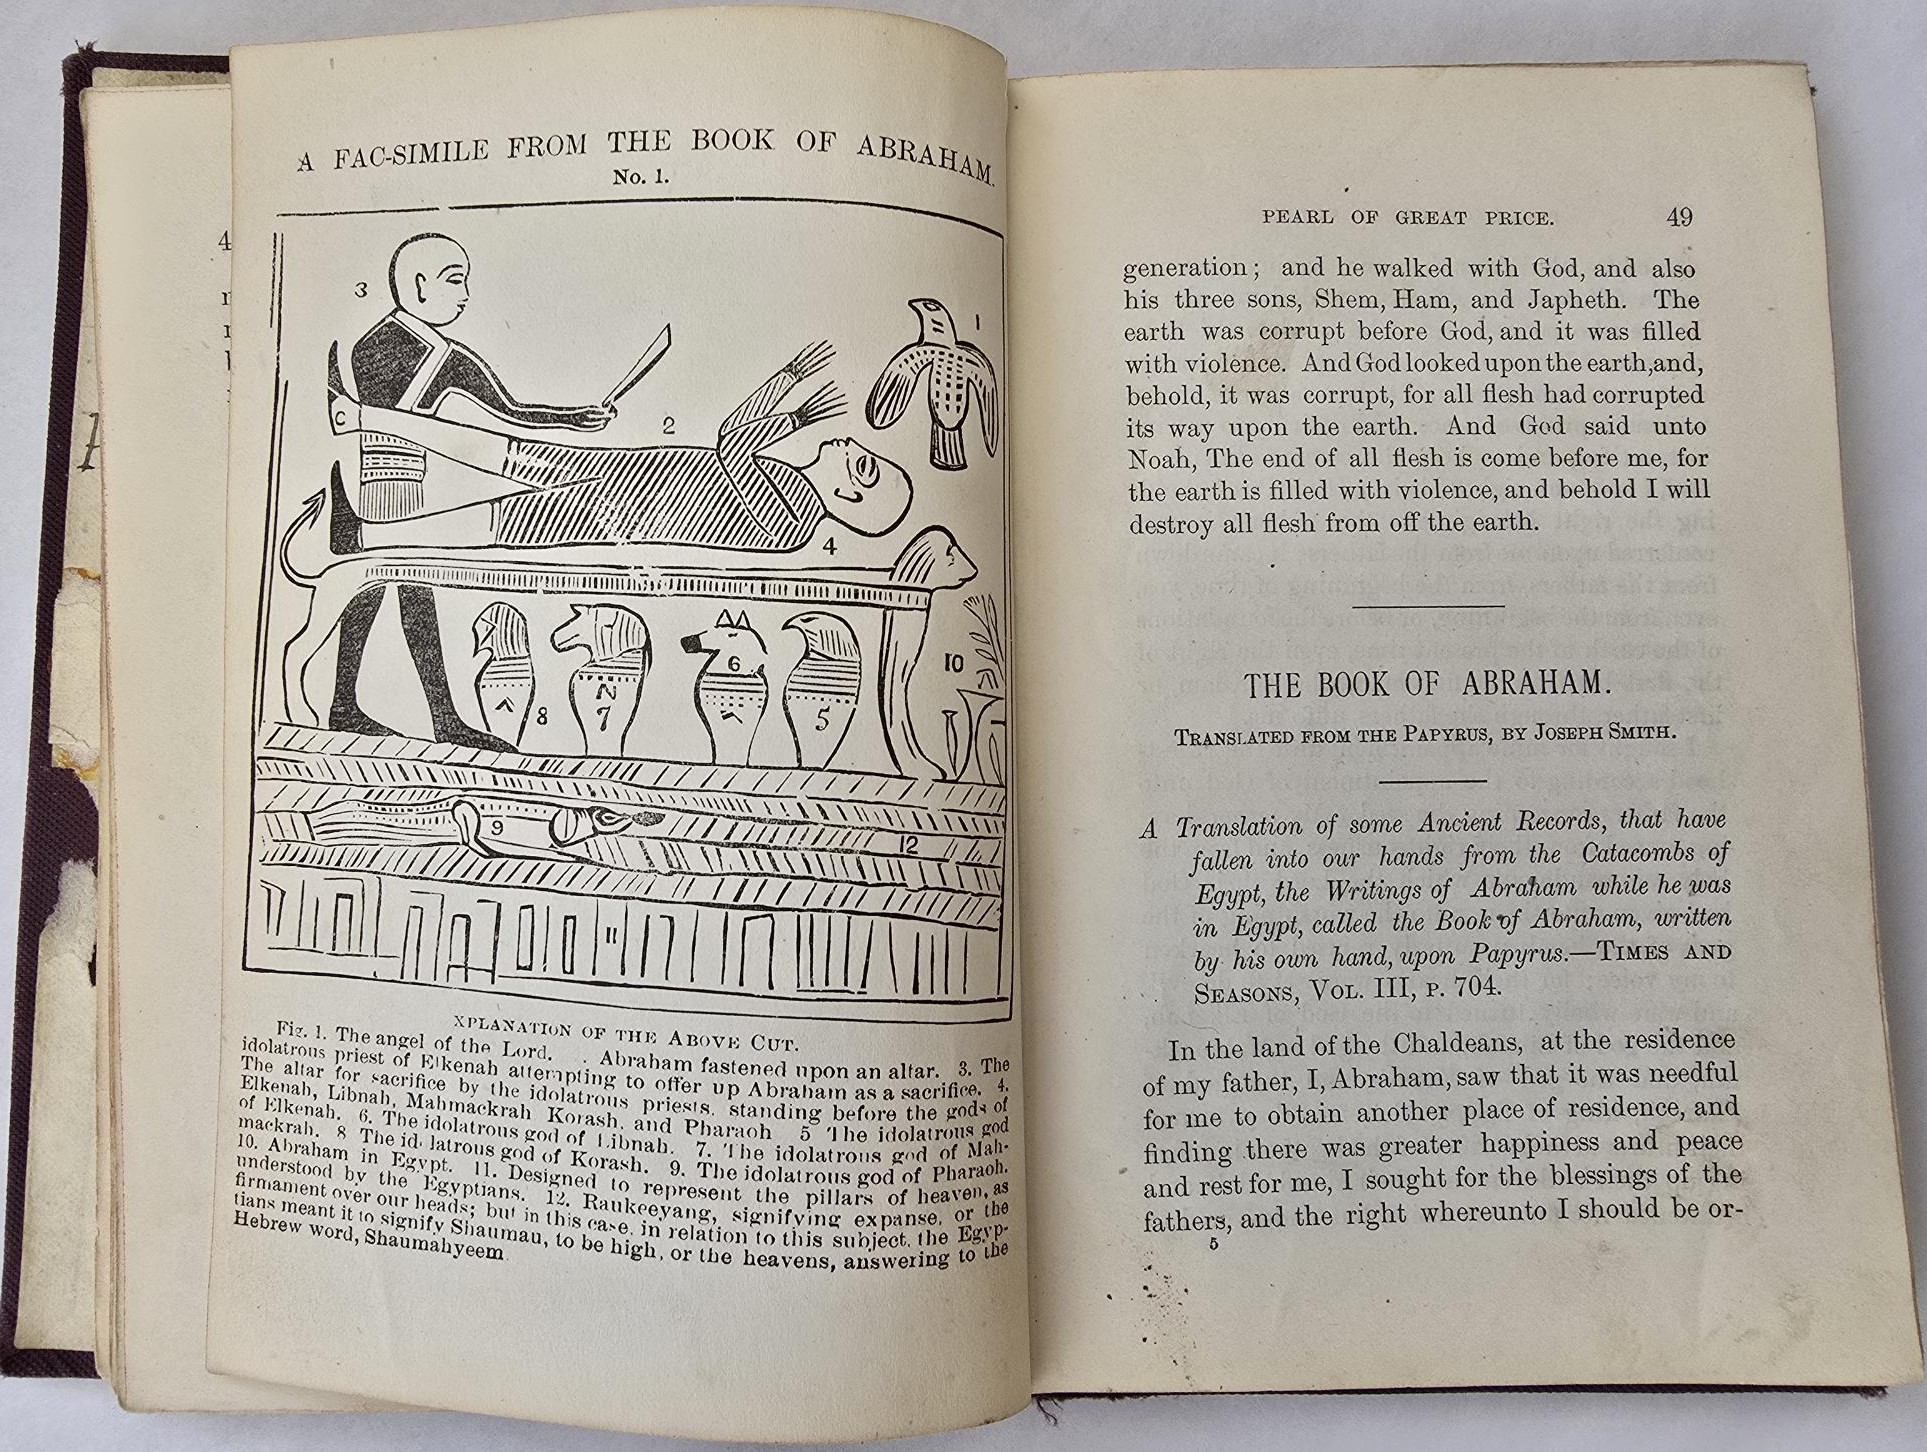 A FAC-SIMILE FROM THE BOOK OF ABRAHAM.
No. 1.
3
1
C
2
4
6
10
7
8
5
9
12
11
XPLANATION OF THE ABOVE CUT.
Fig. 1. The angel of the Lord. . Abraham fastened upon an altar. 3. The
idolatrous priest of Elkenah attempting to offer up Abraham as a sacrifice. 4.
The altar for sacrifice by the idolatrous priests, standing before the gods of
Elkenah, Libnah, Mahmackrah Korash, and Pharaoh 5 The idolatrous god
of Elkenah. 6. The idolatrous god of Libnah. 7. The idolatrous god of Mah-
mackrah. 8 The id latrous god of Korash. 9. The idolatrous god of Pharaoh.
10. Abraham in Egypt. 11. Designed to represent the pillars of heaven, as
understood by the Egyptians. 12. Raukeeyang, signifying expanse, or the
firmament over our heads; but in this case, in relation to this subject, the Egyp-
tians meant it to signify Shaumau, to be high, or the heavens, answering to the
Hebrew word, Shaumahyeem
PEARL OF GREAT PRICE. 49
generation; and he walked with God, and also
his three sons, Shem, Ham, and Japheth. The
earth was corrupt before God, and it was filled
with violence. And God looked upon the earth, and,
behold, it was corrupt, for all flesh had corrupted
its way upon the earth. And God said unto
Noah, The end of all flesh is come before me, for
the earth is filled with violence, and behold I will
destroy all flesh from off the earth.
THE BOOK OF ABRAHAM.
TRANSLATED FROM THE PAPYRUS, BY JOSEPH SMITH.
A Translation of some Ancient Records, that have
fallen into our hands from the Catacombs of
Egypt, the Writings of Abraham while he was
in Egypt, called the Book of Abraham, written
by his own hand, upon Papyrus.—TIMES AND
SEASONS, VOL. III, P. 704.
In the land of the Chaldeans, at the residence
of my father, I, Abraham, saw that it was needful
for me to obtain another place of residence, and
finding there was greater happiness and peace
and rest for me, I sought for the blessings of the
fathers, and the right whereunto I should be or-
5